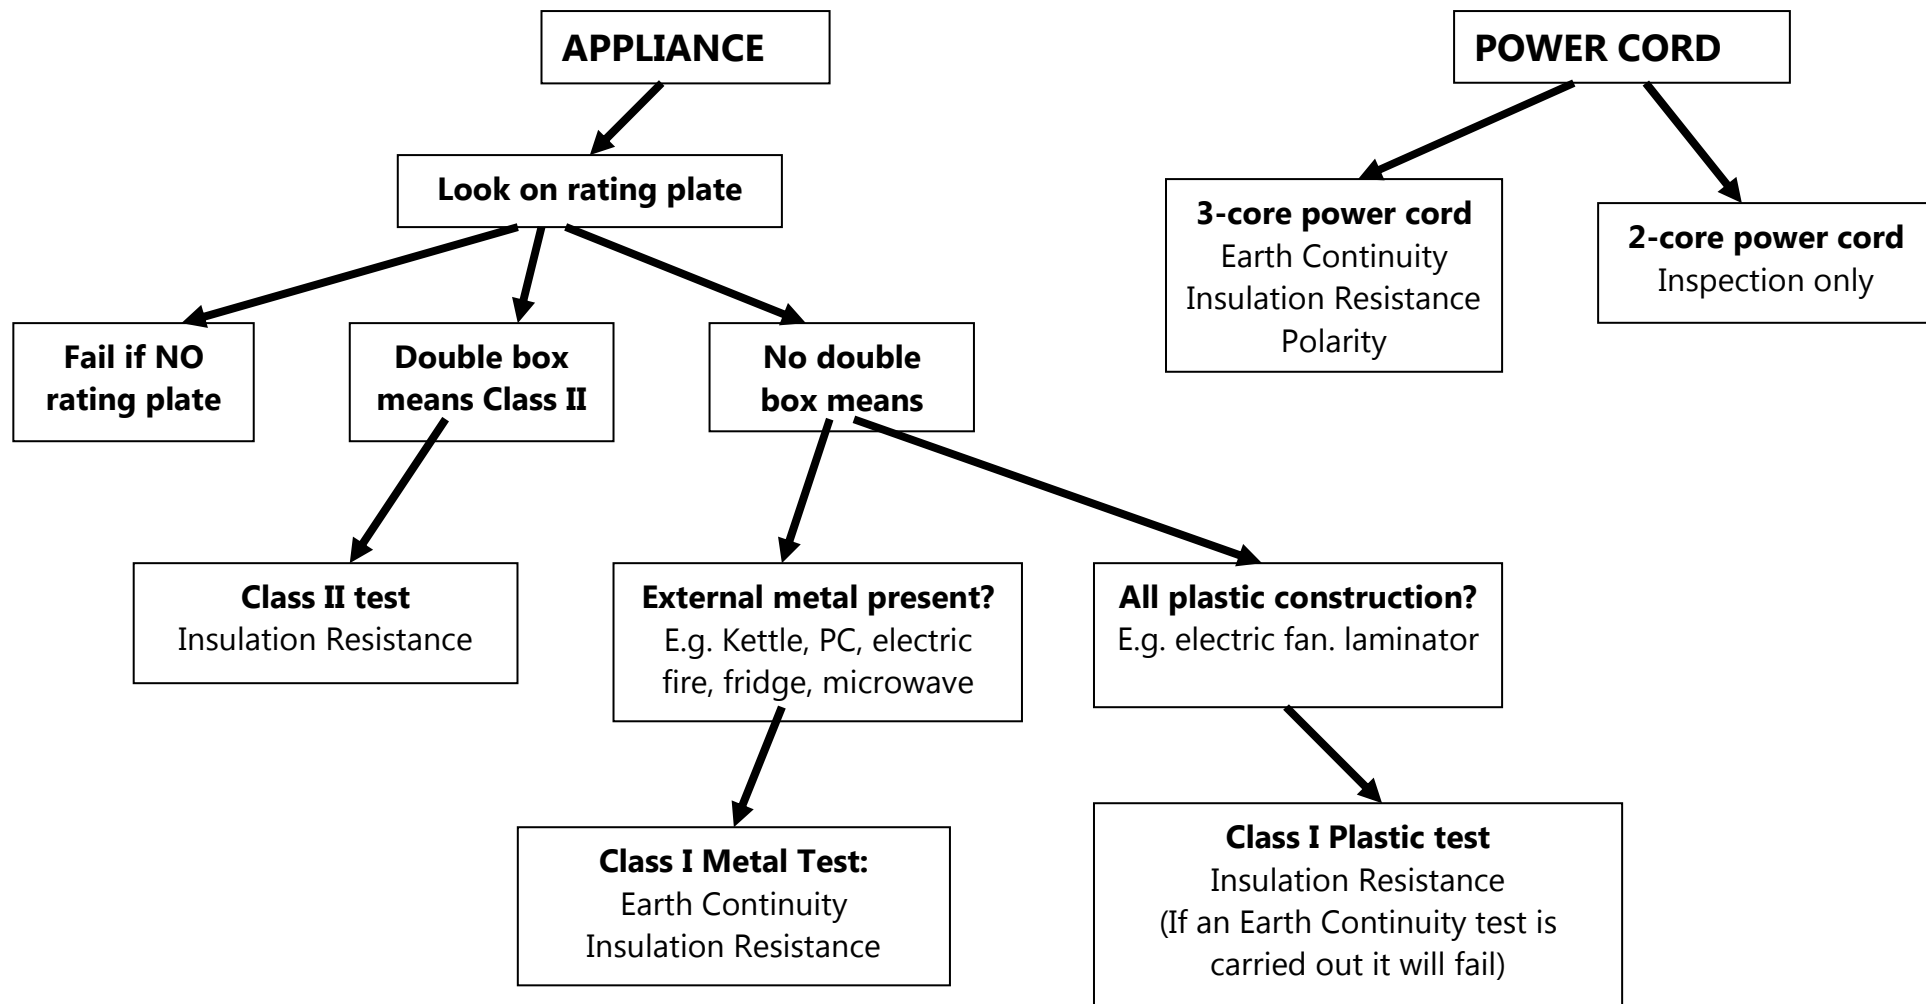 APPLIANCE
POWER CORD
Look on rating plate
3-core power cord
Earth Continuity
Insulation Resistance
Polarity
2-core power cord
Inspection only
Fail if NO
rating plate
Double box
means Class II
No double
box means
Class II test
Insulation Resistance
External metal present?
E.g. Kettle, PC, electric
fire, fridge, microwave
All plastic construction?
E.g. electric fan. laminator
Class I Metal Test:
Earth Continuity
Insulation Resistance
Class I Plastic test
Insulation Resistance
(If an Earth Continuity test is
carried out it will fail)